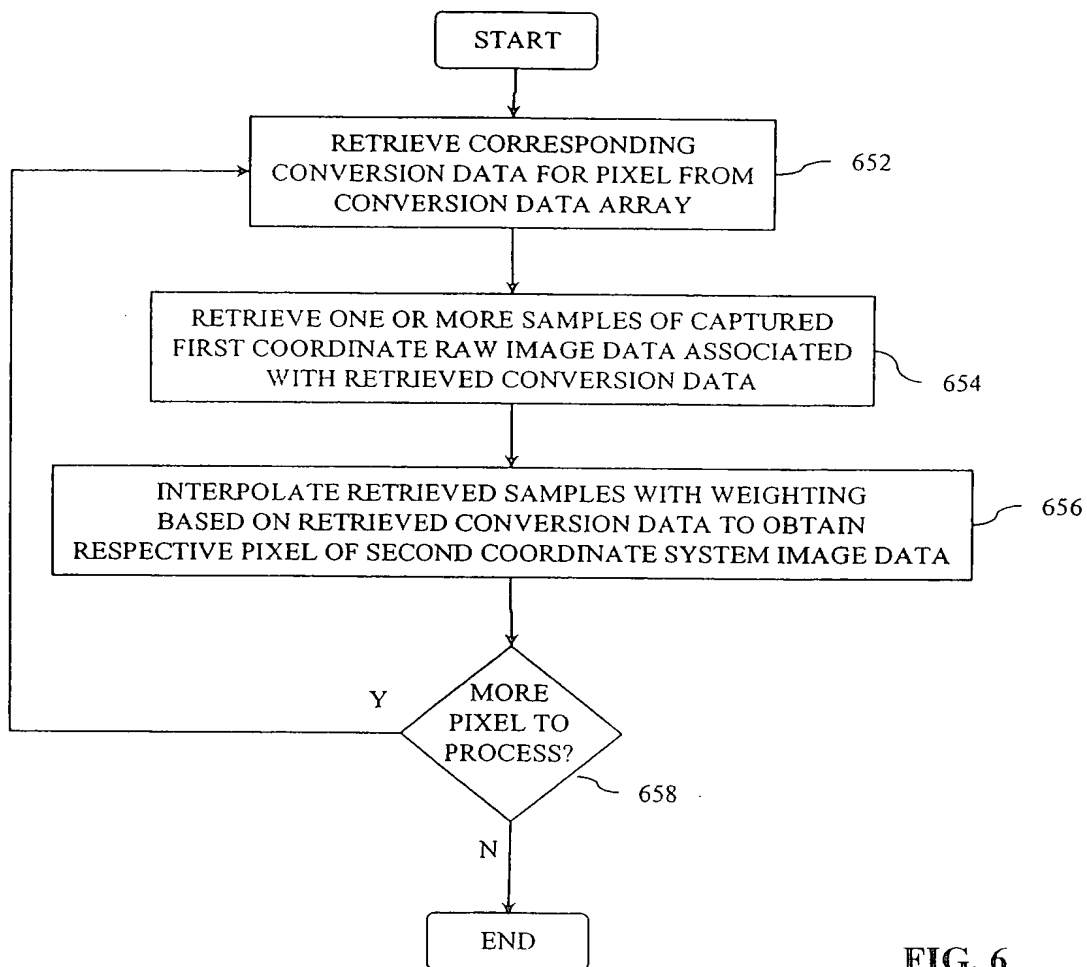 START
RETRIEVE CORRESPONDING
CONVERSION DATA FOR PIXEL FROM
CONVERSION DATA ARRAY
652
RETRIEVE ONE OR MORE SAMPLES OF CAPTURED
FIRST COORDINATE RAW IMAGE DATA ASSOCIATED
WITH RETRIEVED CONVERSION DATA
654
INTERPOLATE RETRIEVED SAMPLES WITH WEIGHTING
BASED ON RETRIEVED CONVERSION DATA TO OBTAIN
RESPECTIVE PIXEL OF SECOND COORDINATE SYSTEM IMAGE DATA
656
Y
MORE
PIXEL TO
PROCESS?
658
N
END
FIG. 6